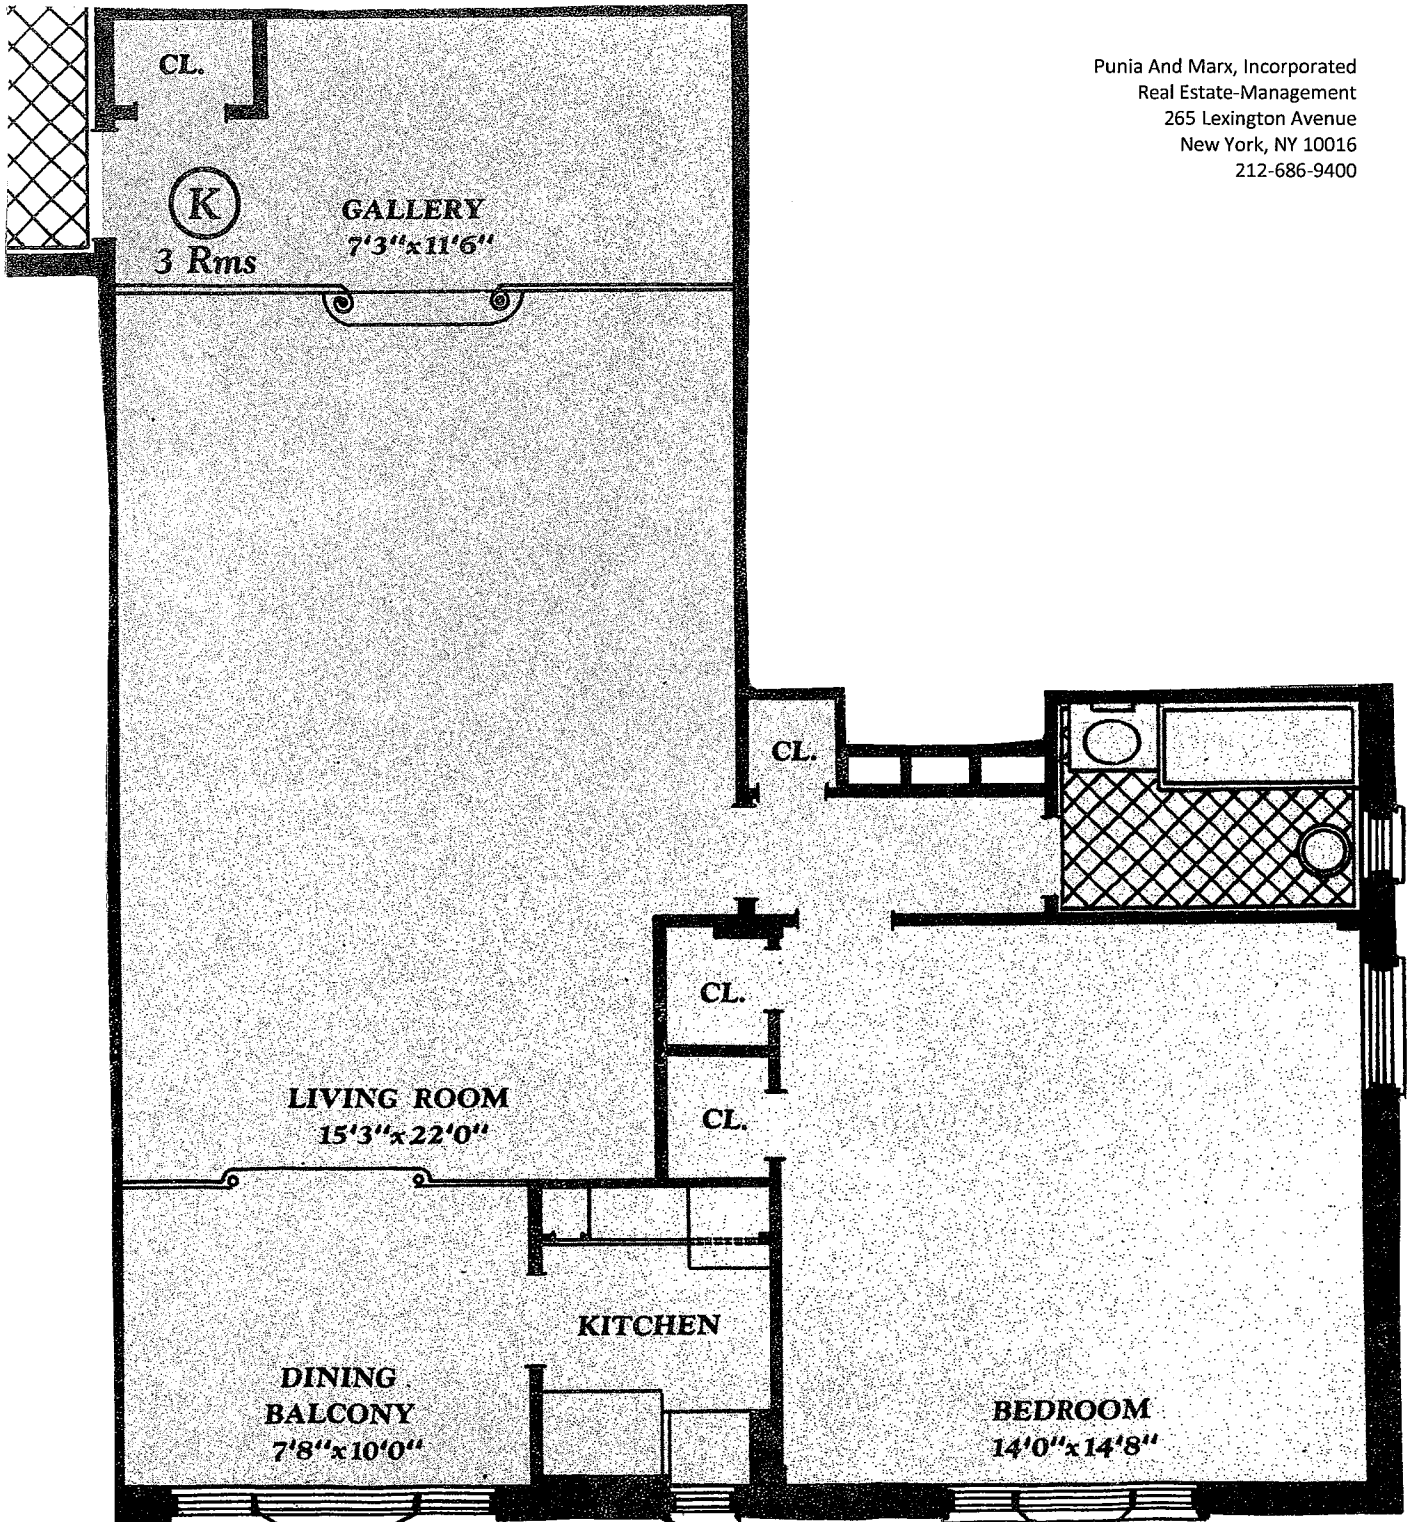 CL.
Punia And Marx, Incorporated
Real Estate-Management
265 Lexington Avenue
New York, NY 10016
212-686-9400
K
3 Rms
GALLERY
7'3"x11'6"
CL.
CL.
CL.
LIVING ROOM
15'3"x22'0"
KITCHEN
DINING
BALCONY
7'8"x10'0"
BEDROOM
14'0"x14'8"